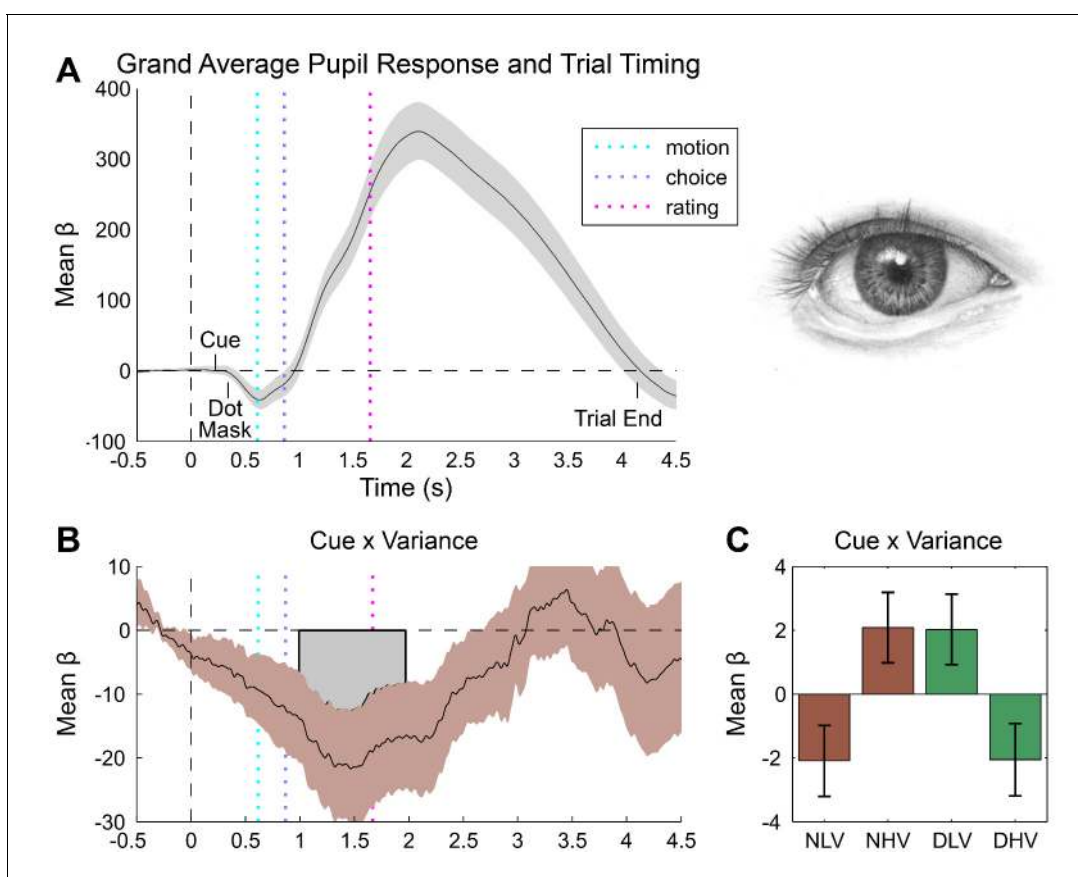 A
Grand Average Pupil Response and Trial Timing
400
300
200
100
0
-100
Mean β
Cue
Dot
Mask
Trial End
motion
choice
rating
-0.5 0 0.5 1 1.5 2 2.5 3 3.5 4 4.5
Time (s)
B
Cue x Variance
10
0
-10
-20
-30
Mean β
-0.5 0 0.5 1 1.5 2 2.5 3 3.5 4 4.5
C
Cue x Variance
4
2
0
-2
-4
Mean β
NLV NHV DLV DHV